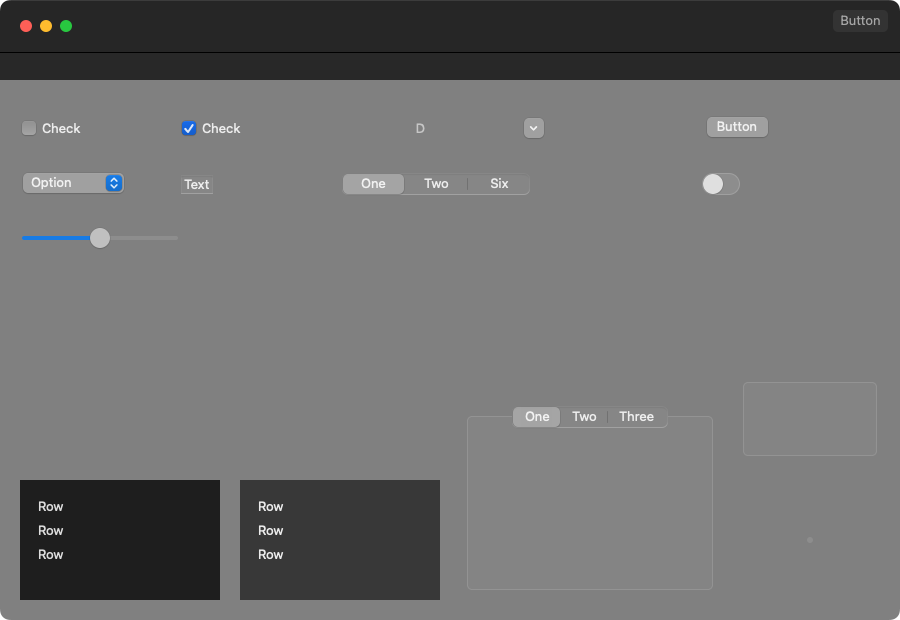 Button
Check
Check
D
Button
Option
Text
One
Two
Six
One
Two
Three
Row
Row
Row
Row
Row
Row